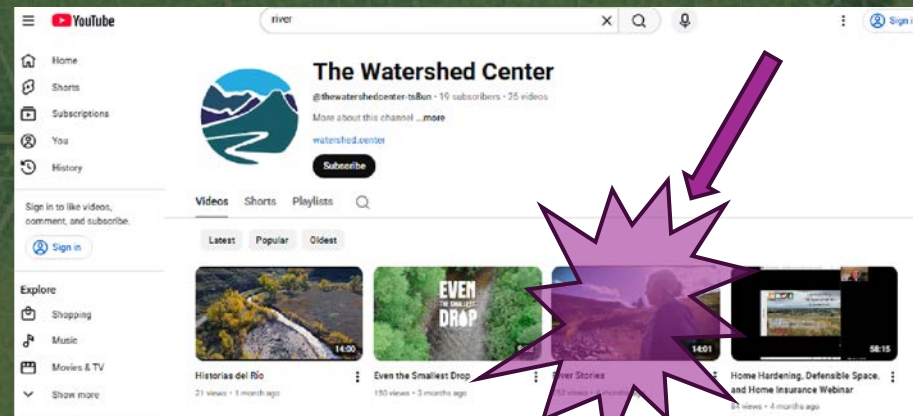 YouTube
river
Sign i
Home
Shorts
Subscriptions
You
History
Sign in to like videos,
comment, and subscribe.
Sign in
Explore
Shopping
Music
Movies & TV
Show more
The Watershed Center
19 subscribers • 26 videos
More about this channel ...more
watershed.center
Subscribe
Videos Shorts Playlists
Latest Popular Oldest
EVEN
THE SMALLEST
DROP
14:00
14:01
58:15
Historias del Río
21 views • 1 month ago
Even the Smallest Drop
150 views • 3 months ago
River Stories
months ago
Home Hardening, Defensible Space,
and Home Insurance Webinar
views • 4 months ago